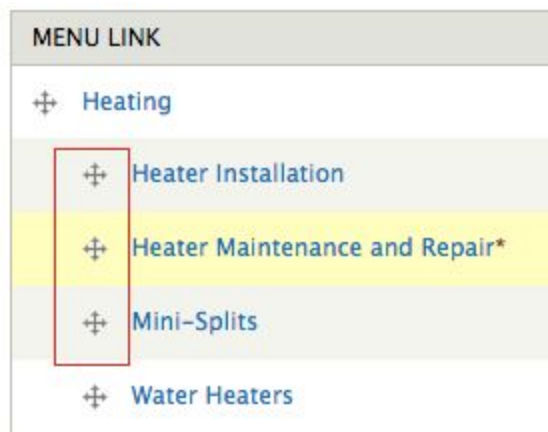 MENU LINK
Heating
Heater Installation
Heater Maintenance and Repair*
Mini-Splits
Water Heaters